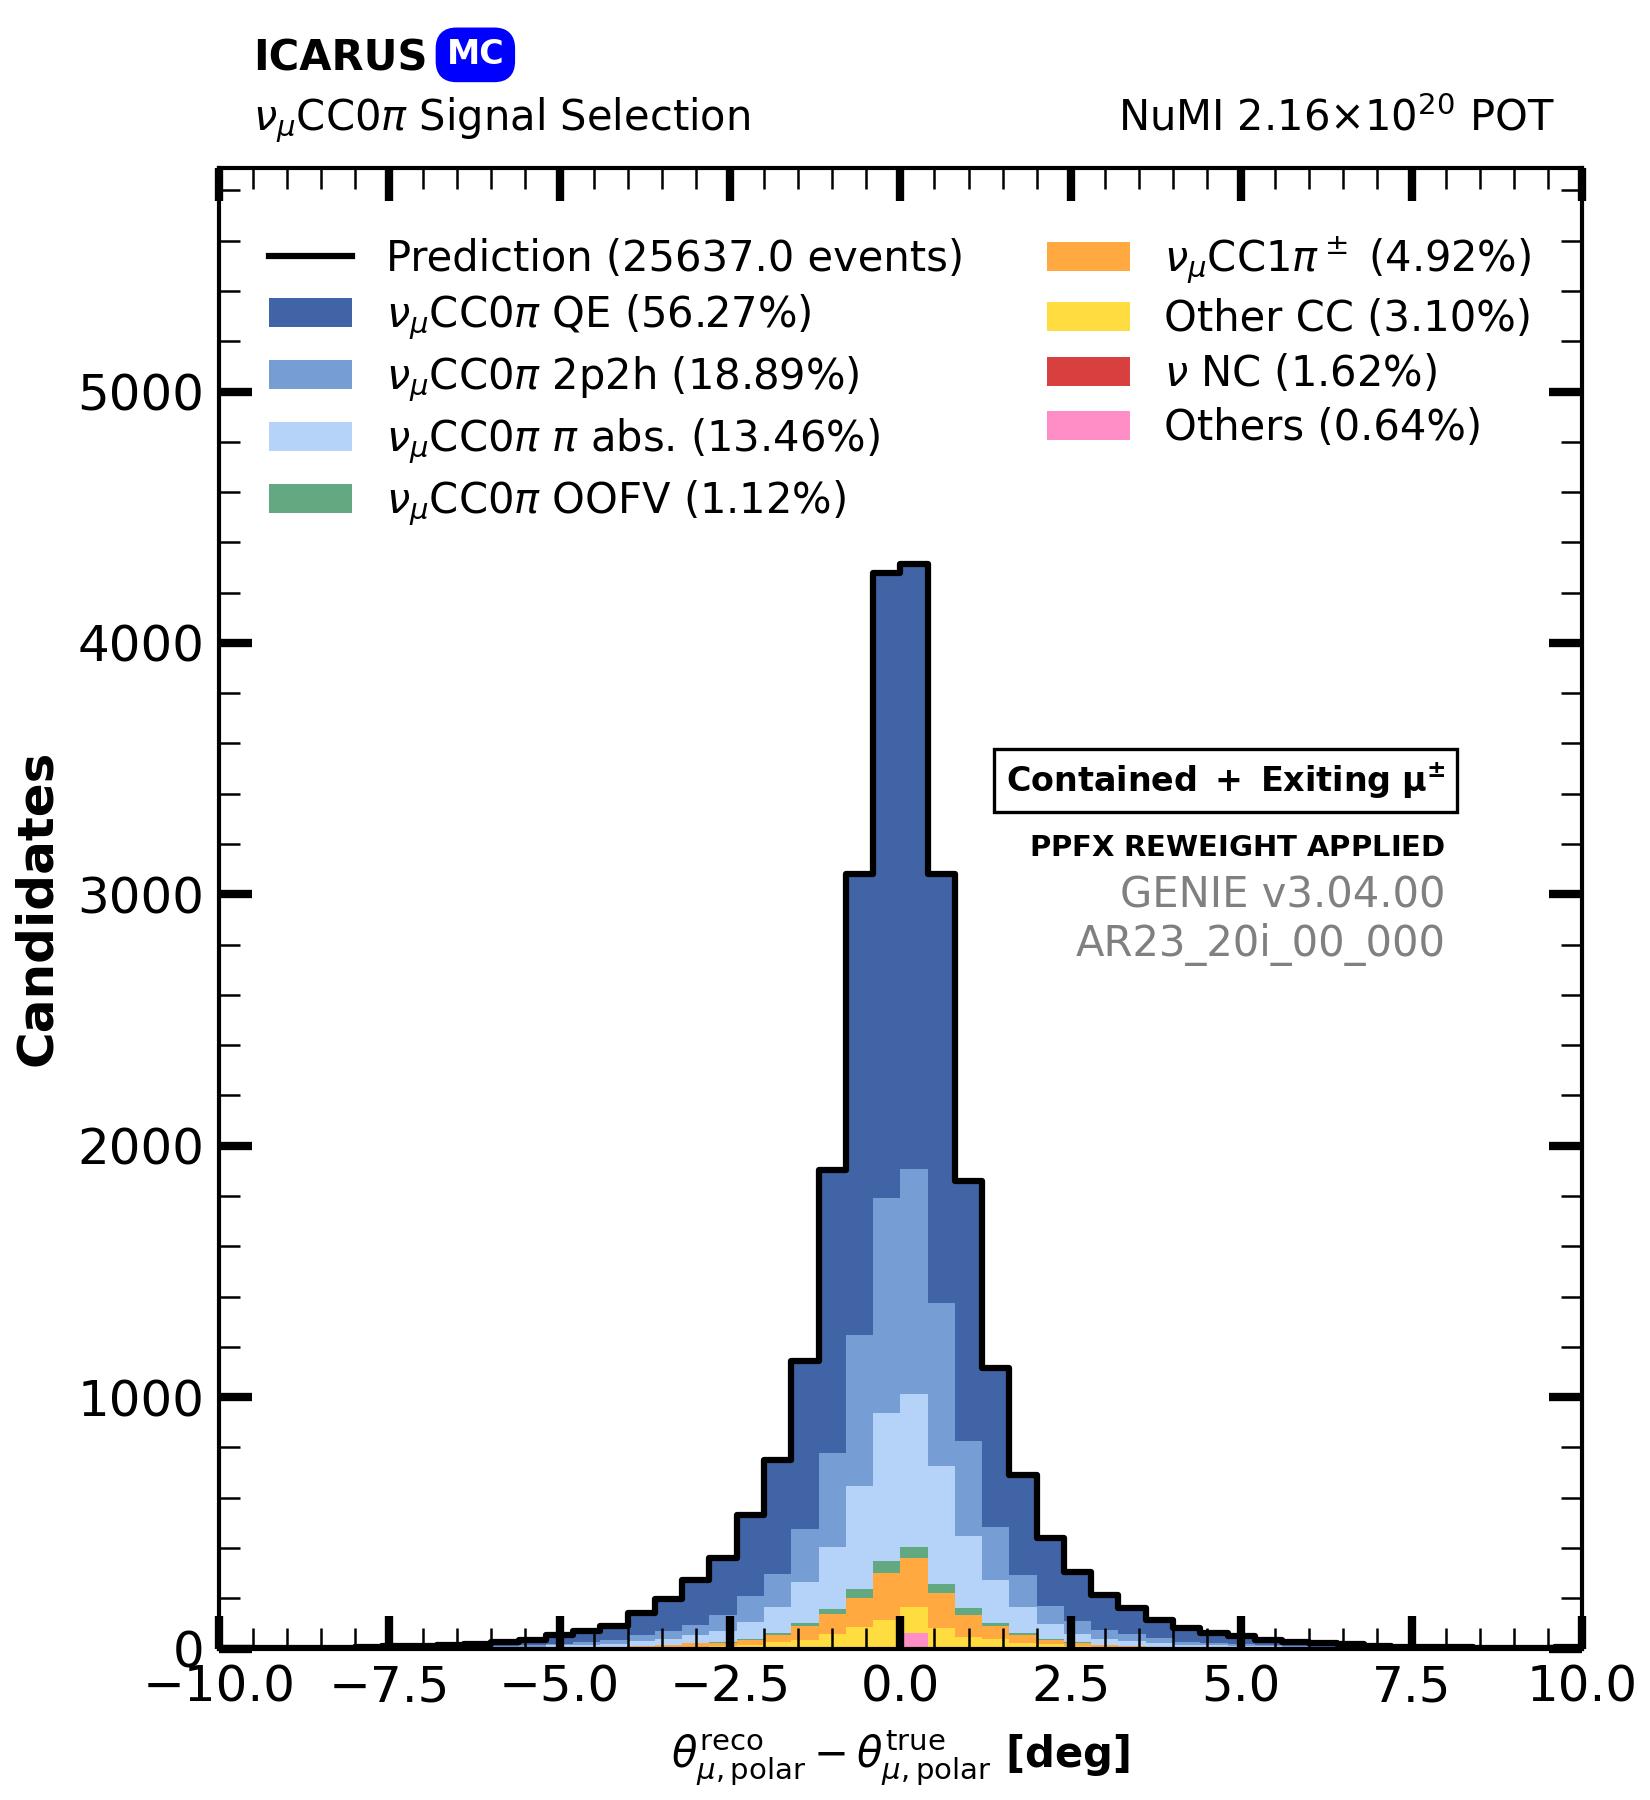 ICARUS MC
νμCC0π Signal Selection NuMI 2.16×10²⁰ POT
Prediction (25637.0 events)
νμCC0π QE (56.27%)
νμCC0π 2p2h (18.89%)
νμCC0π π abs. (13.46%)
νμCC0π OOFV (1.12%)
νμCC1π± (4.92%)
Other CC (3.10%)
ν NC (1.62%)
Others (0.64%)
Contained + Exiting μ±
PPFX REWEIGHT APPLIED
GENIE v3.04.00
AR23_20i_00_000
Candidates
5000
4000
3000
2000
1000
0
−10.0 −7.5 −5.0 −2.5 0.0 2.5 5.0 7.5 10.0
θ^reco_μ,polar − θ^true_μ,polar [deg]